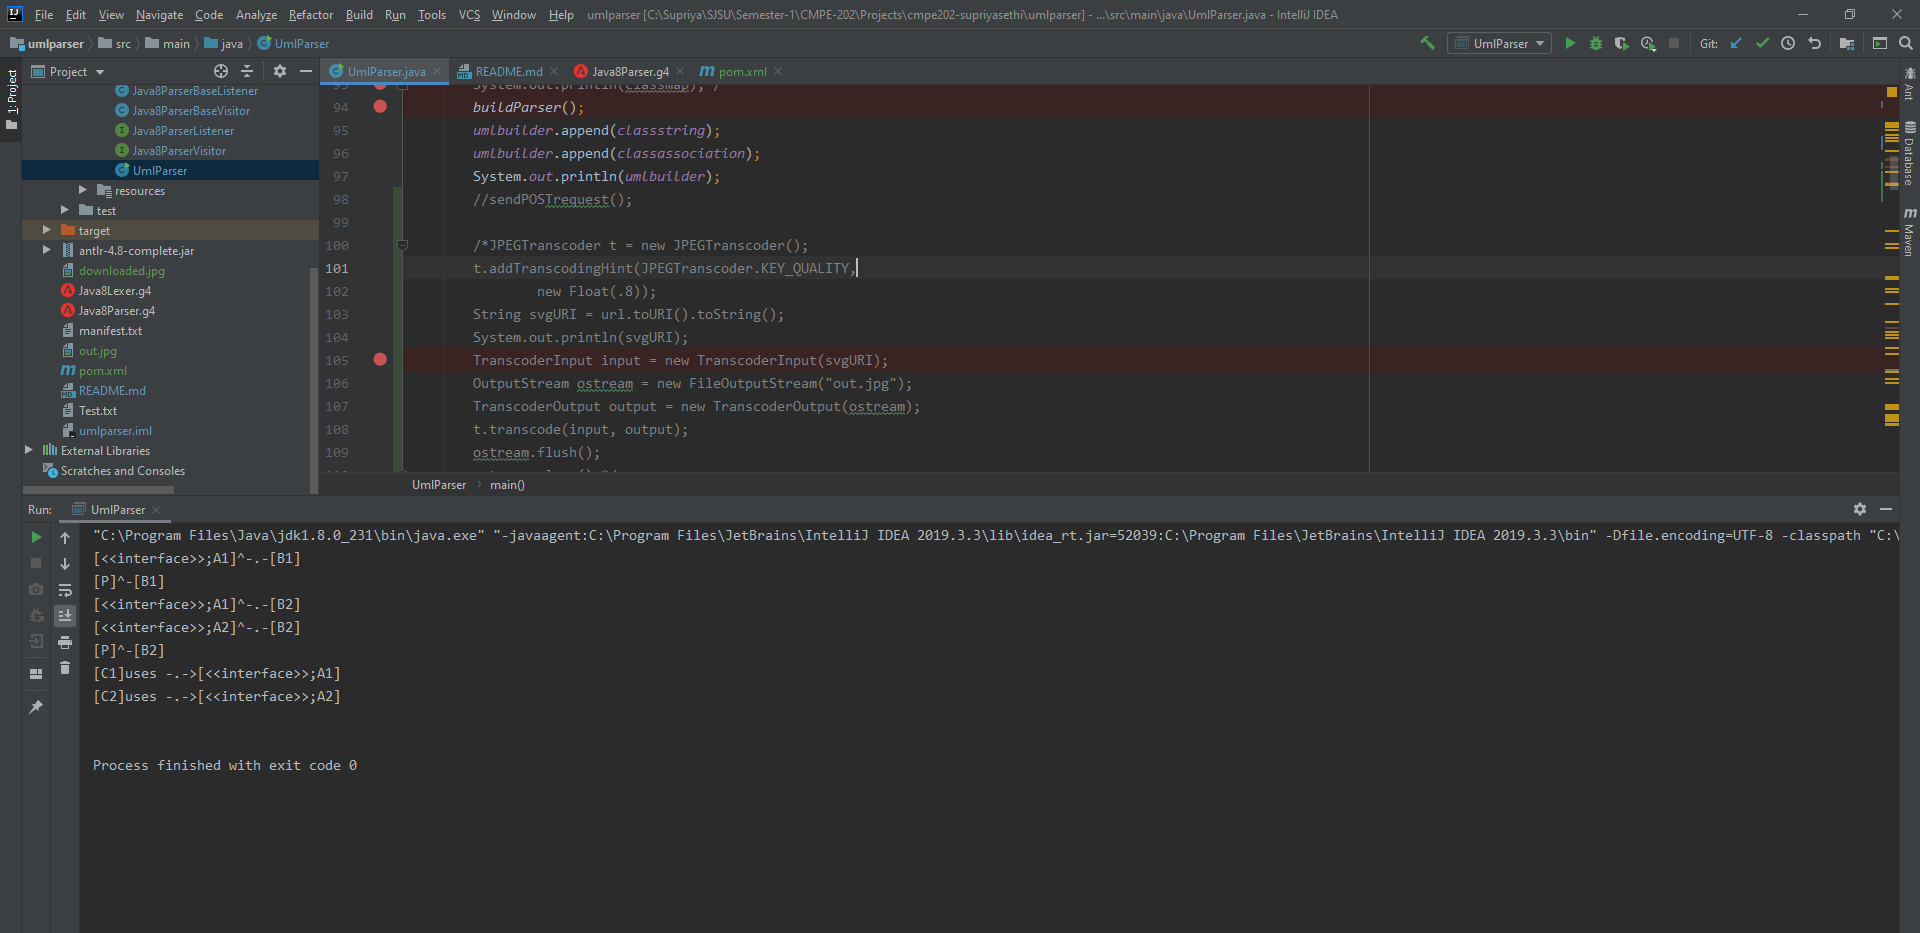 File Edit View Navigate Code Analyze Refactor Build Run Tools VCS Window Help umlparser [C:\Supriya\SJSU\Semester-1\CMPE-202\Projects\cmpe202-supriyasethi\umlparser] - ...\src\main\java\UmlParser.java - IntelliJ IDEA
umlparser src main java UmlParser
UmlParser Git:
1: Project
Project
UmlParser.java README.md Java8Parser.g4 pom.xml
Java8ParserBaseListener
Java8ParserBaseVisitor
Java8ParserListener
Java8ParserVisitor
UmlParser
resources
test
target
antlr-4.8-complete.jar
downloaded.jpg
Java8Lexer.g4
Java8Parser.g4
manifest.txt
out.jpg
pom.xml
README.md
Test.txt
umlparser.iml
External Libraries
Scratches and Consoles
93 System.out.println(classmap);*/
94 buildParser();
95 umlbuilder.append(classstring);
96 umlbuilder.append(classassociation);
97 System.out.println(umlbuilder);
98 //sendPOSTrequest();
99
100 /*JPEGTranscoder t = new JPEGTranscoder();
101 t.addTranscodingHint(JPEGTranscoder.KEY_QUALITY,
102 new Float(.8));
103 String svgURI = url.toURI().toString();
104 System.out.println(svgURI);
105 TranscoderInput input = new TranscoderInput(svgURI);
106 OutputStream ostream = new FileOutputStream("out.jpg");
107 TranscoderOutput output = new TranscoderOutput(ostream);
108 t.transcode(input, output);
109 ostream.flush();
UmlParser main()
Ant
Database
Maven
Run: UmlParser
"C:\Program Files\Java\jdk1.8.0_231\bin\java.exe" "-javaagent:C:\Program Files\JetBrains\IntelliJ IDEA 2019.3.3\lib\idea_rt.jar=52039:C:\Program Files\JetBrains\IntelliJ IDEA 2019.3.3\bin" -Dfile.encoding=UTF-8 -classpath "C:\
[<<interface>>;A1]^-.-[B1]
[P]^-[B1]
[<<interface>>;A1]^-.-[B2]
[<<interface>>;A2]^-.-[B2]
[P]^-[B2]
[C1]uses -.->[<<interface>>;A1]
[C2]uses -.->[<<interface>>;A2]
Process finished with exit code 0